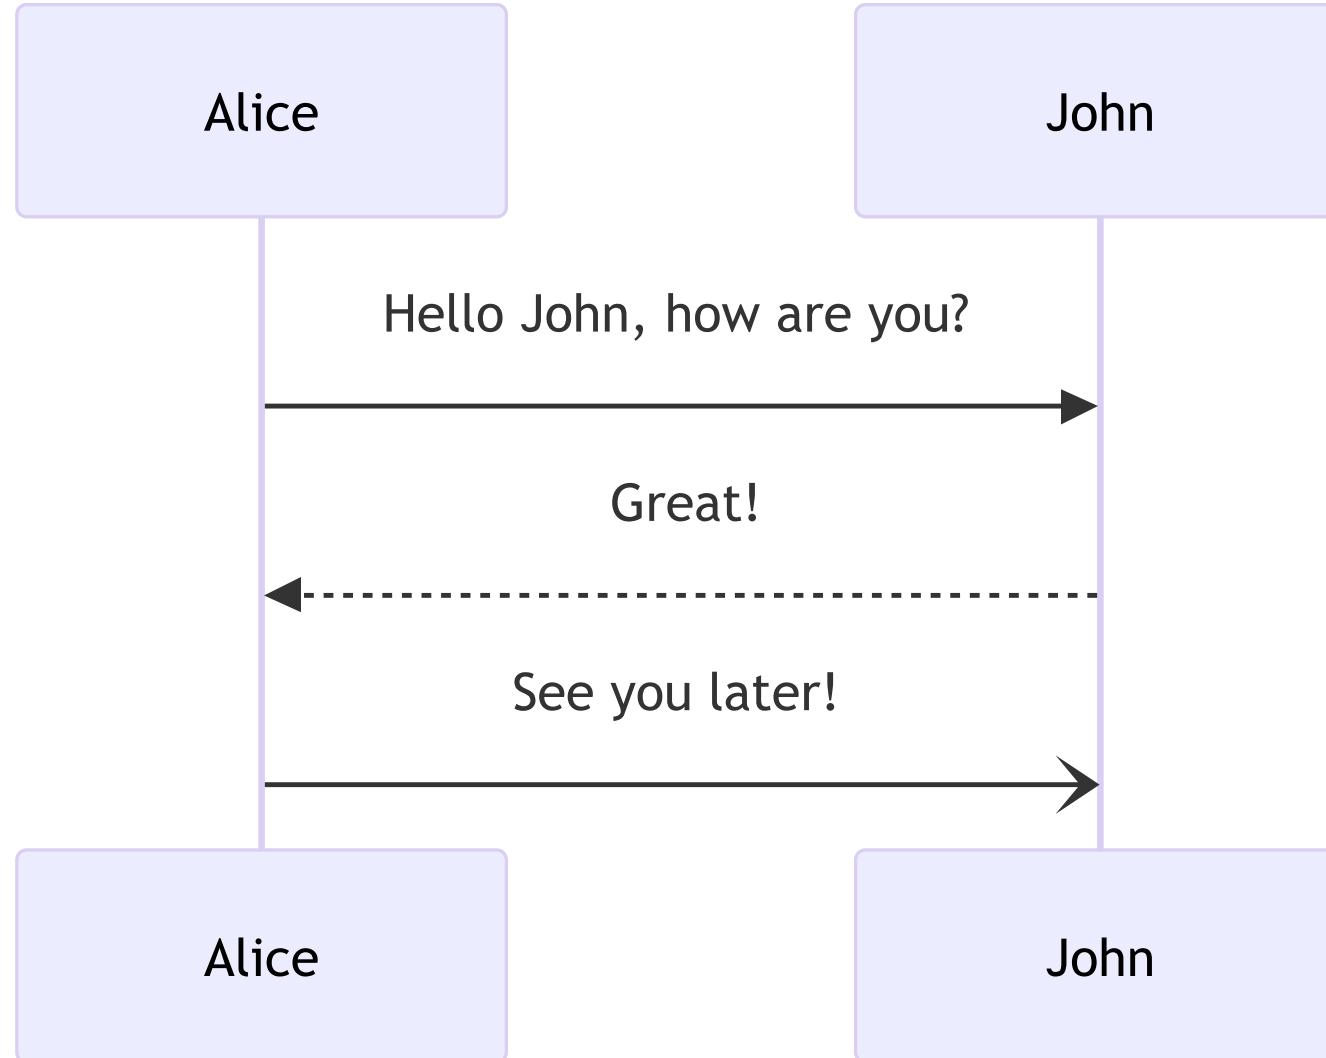 Alice
John
Hello John, how are you?
Great!
See you later!
Alice
John